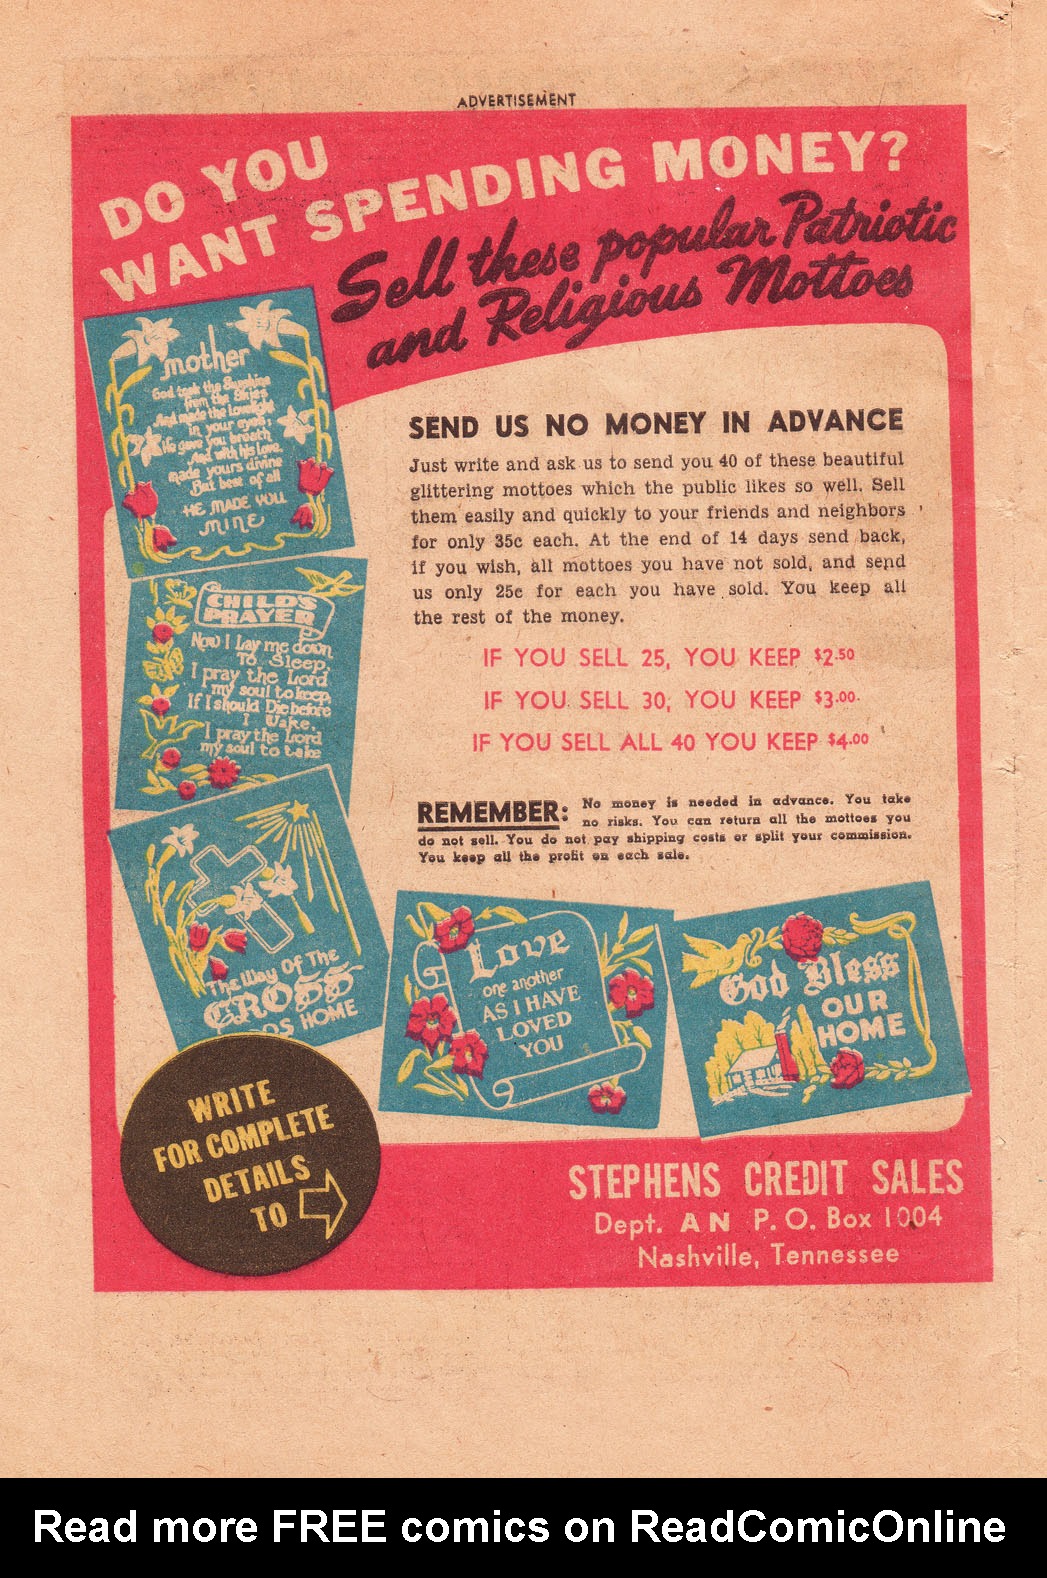 ADVERTISEMENT
DO YOU
WANT SPENDING MONEY?
Sell these popular Patriotic
and Religious Mottoes
mother
God took the Sunshine
from the Skies
And made the Lovelight
in your eyes;
He gave you breath
And with his Love,
made yours divine
But best of all
HE MADE YOU
MINE
SEND US NO MONEY IN ADVANCE
Just write and ask us to send you 40 of these beautiful
glittering mottoes which the public likes so well. Sell
them easily and quickly to your friends and neighbors
for only 35c each. At the end of 14 days send back,
if you wish, all mottoes you have not sold, and send
us only 25c for each you have sold. You keep all
the rest of the money.
IF YOU SELL 25, YOU KEEP $2.50
IF YOU SELL 30, YOU KEEP $3.00
IF YOU SELL ALL 40 YOU KEEP $4.00
CHILD'S
PRAYER
Now I Lay me down
To Sleep,
I pray the Lord
my soul to keep,
If I should Die before
I Wake,
I pray the Lord
my soul to take
REMEMBER: No money is needed in advance. You take
no risks. You can return all the mottoes you
do not sell. You do not pay shipping costs or split your commission.
You keep all the profit on each sale.
The Way Of The
CROSS
DS HOME
Love
one another
AS I HAVE
LOVED
YOU
God Bless
OUR
HOME
WRITE
FOR COMPLETE
DETAILS
TO
STEPHENS CREDIT SALES
Dept. AN P. O. Box 1004
Nashville, Tennessee
Read more FREE comics on ReadComicOnline